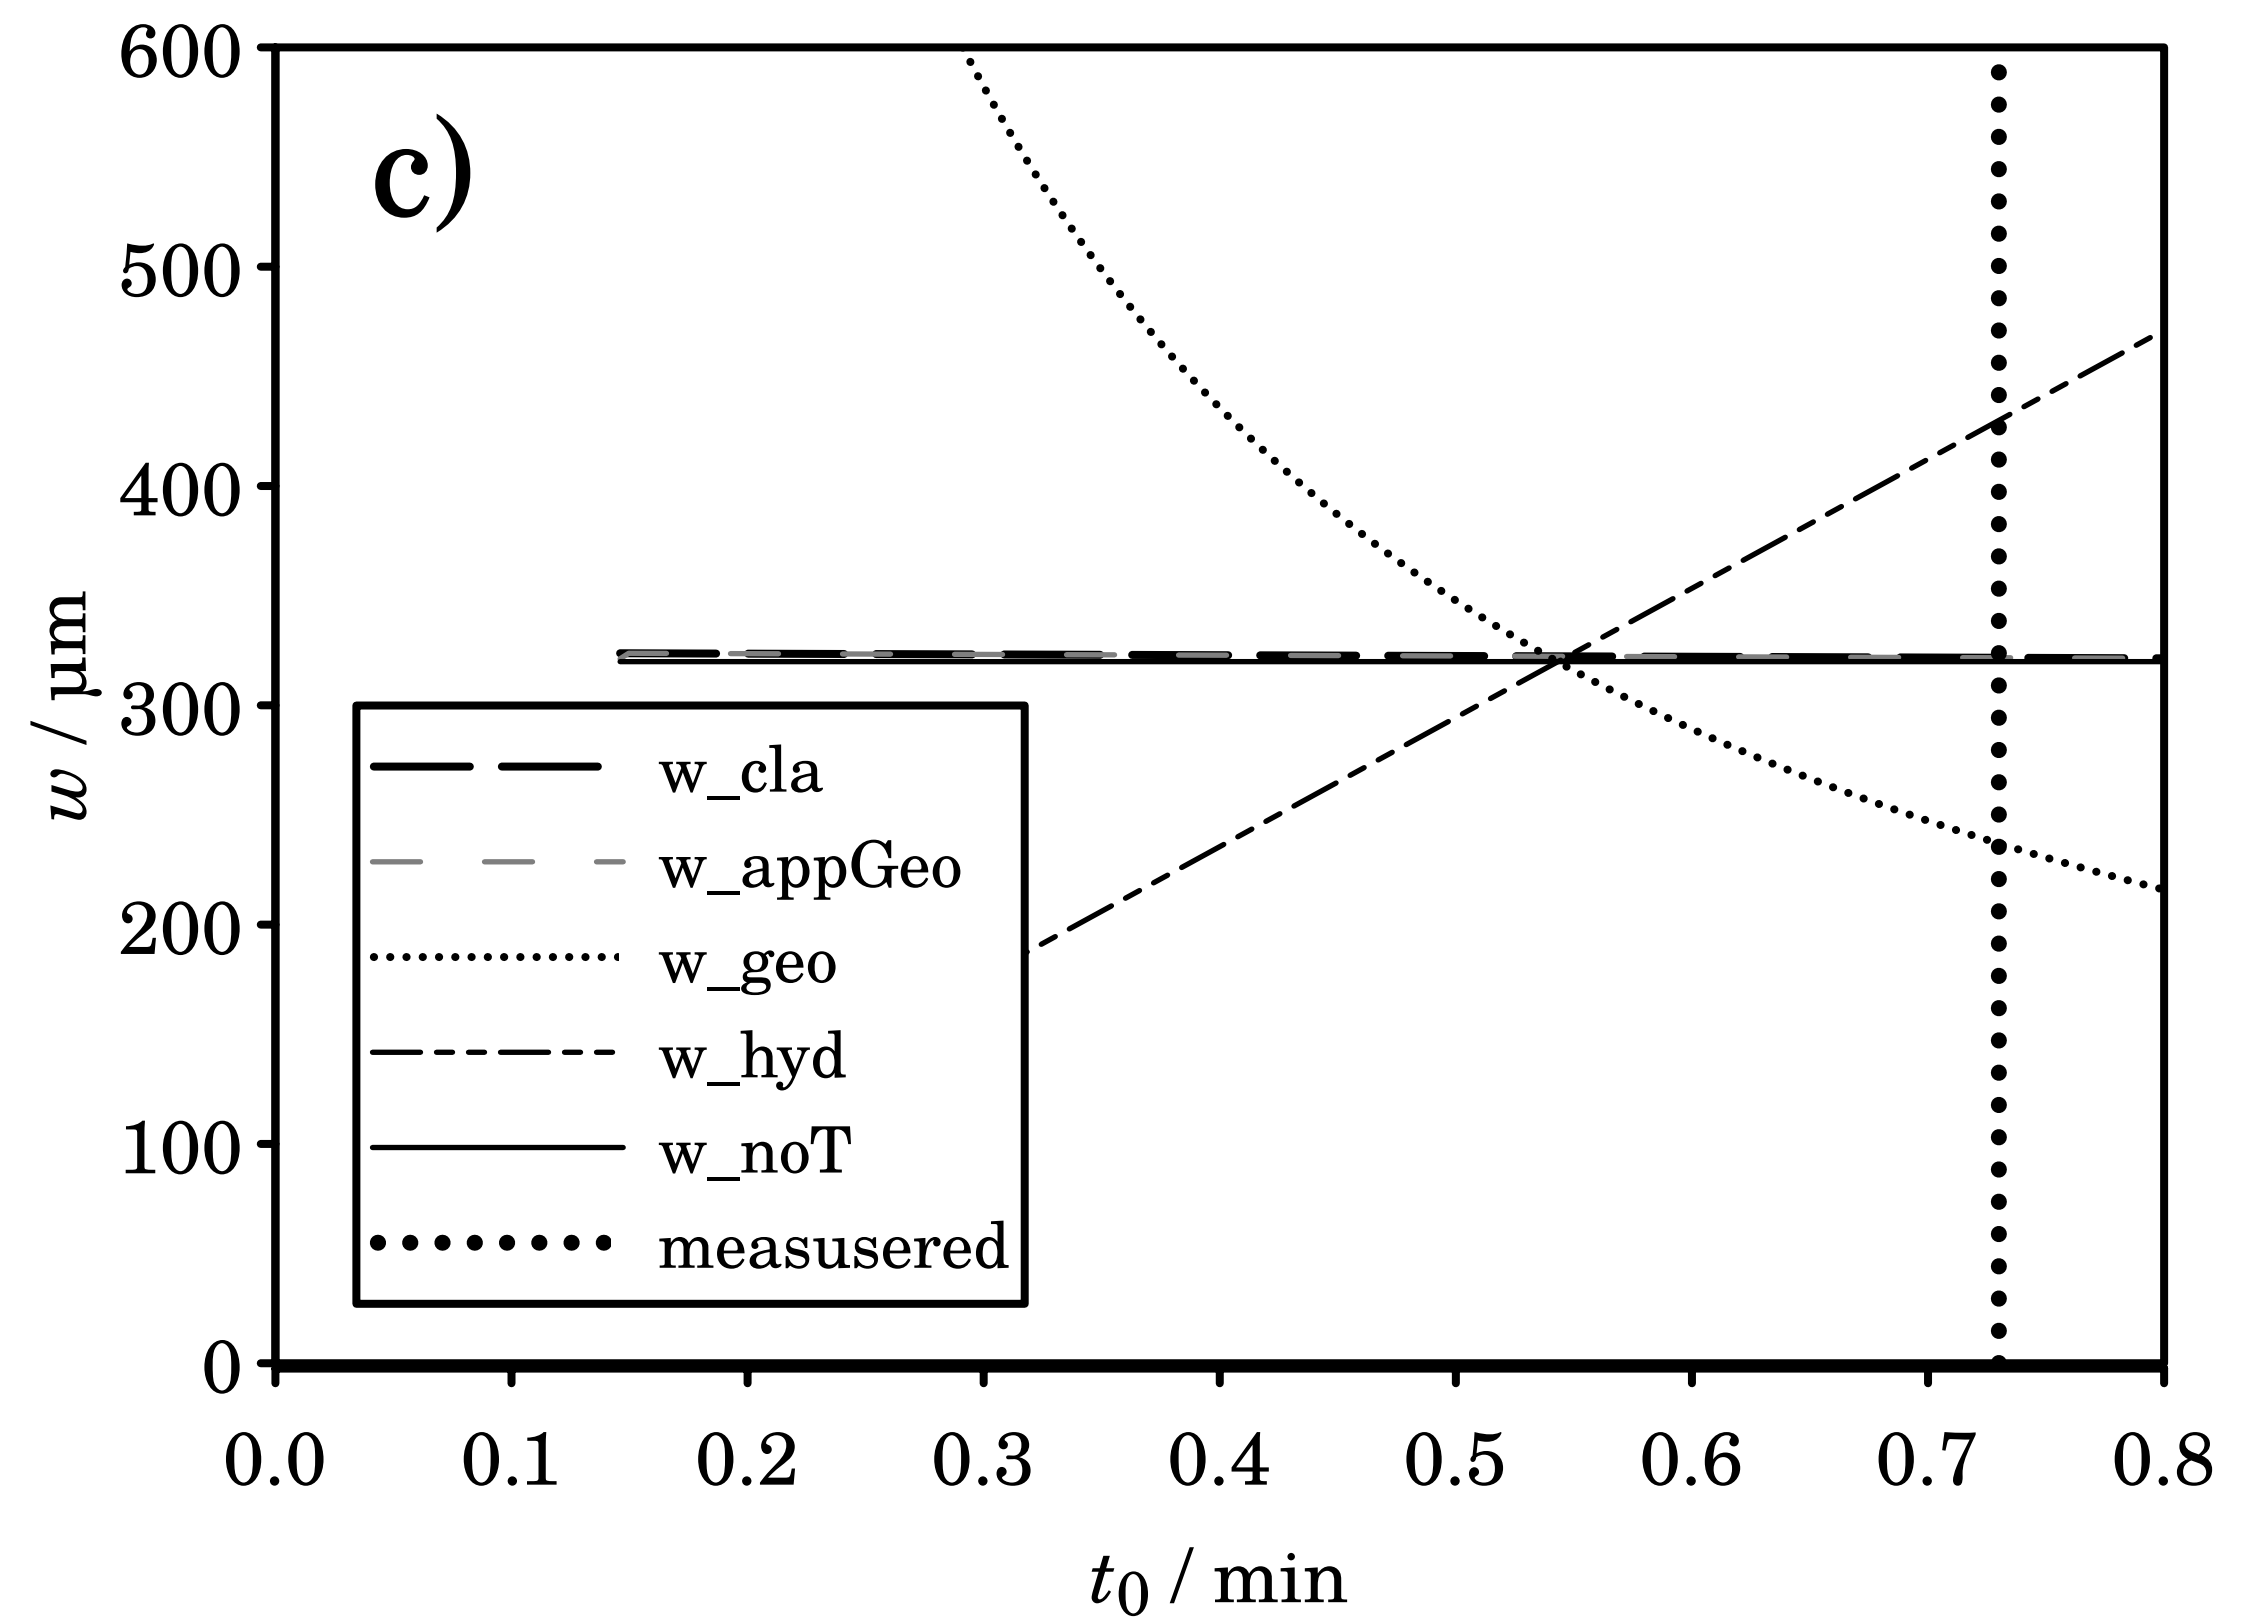 600
c)
500
400
w / µm
300
w_cla
w_appGeo
200
w_geo
w_hyd
100
w_noT
measusered
0
0.0 0.1 0.2 0.3 0.4 0.5 0.6 0.7 0.8
t0 / min